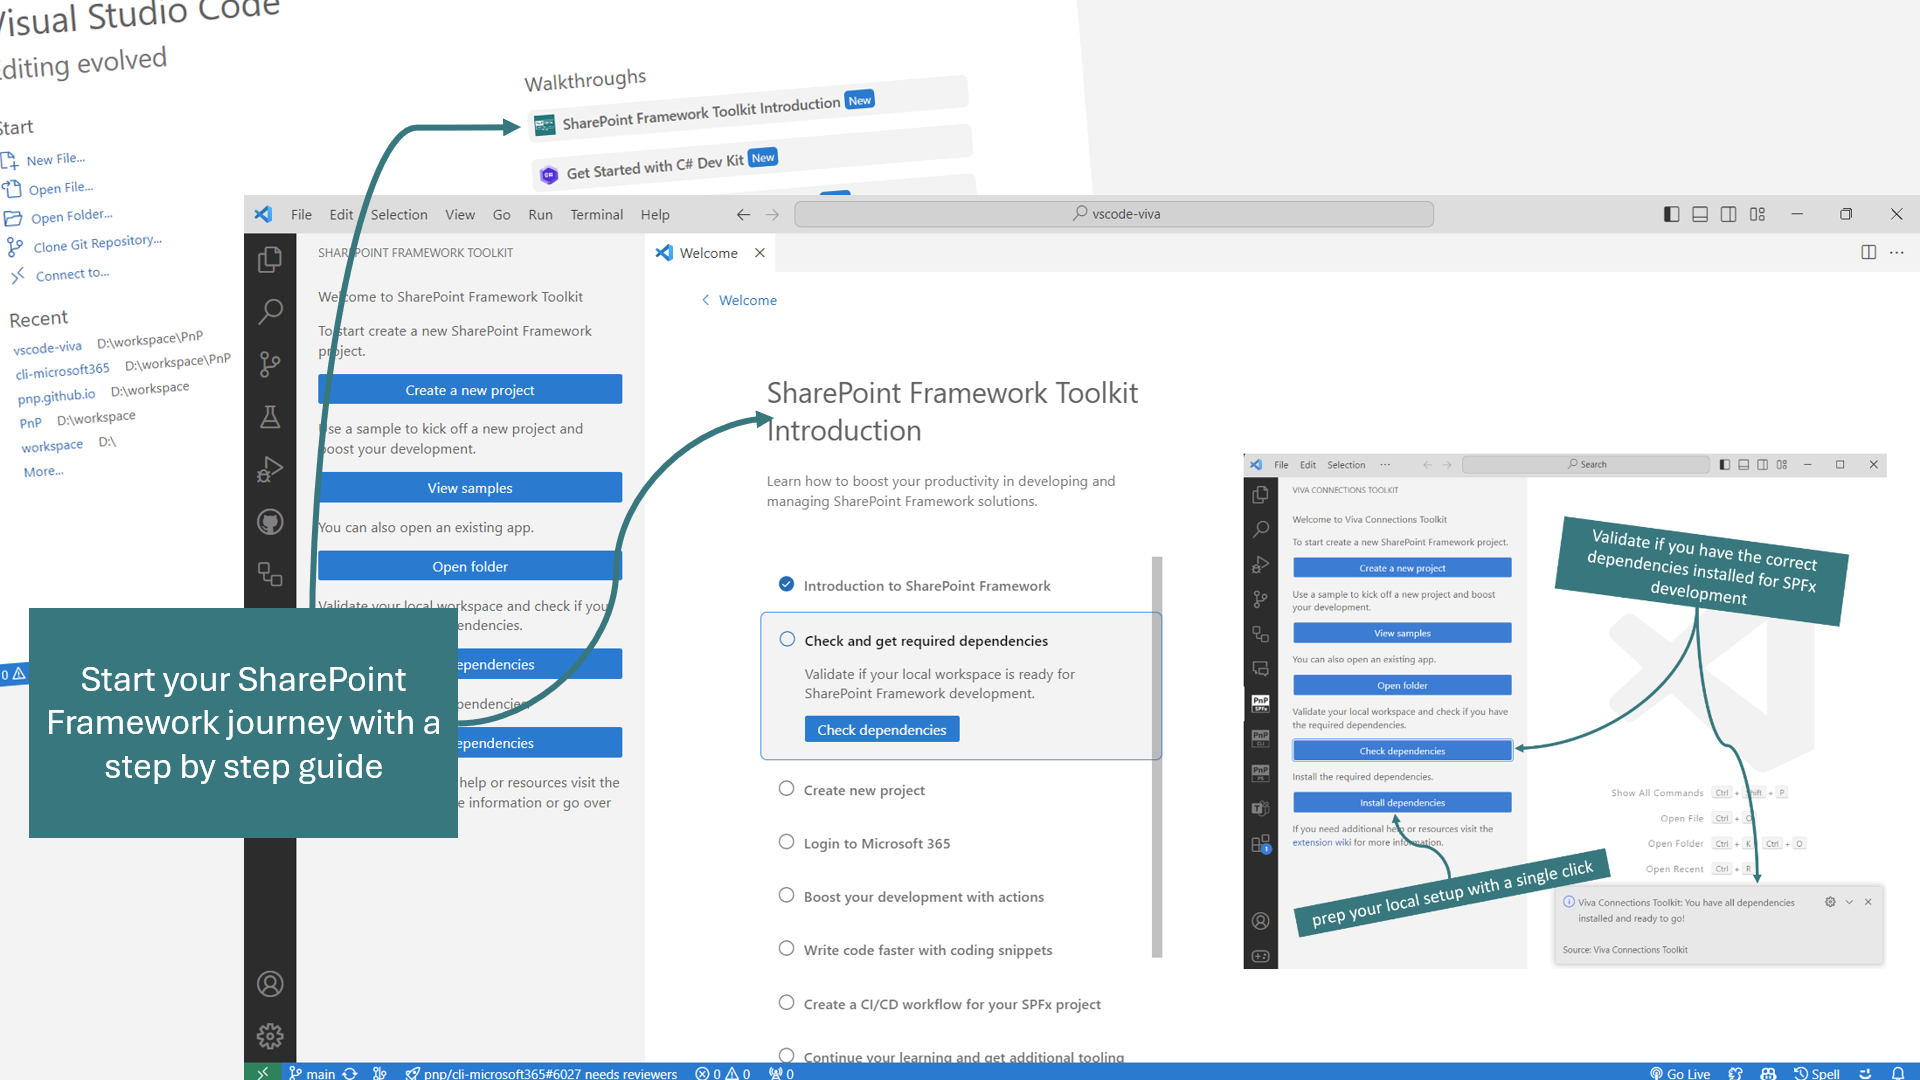 Visual Studio Code
Editing evolved
Start
New File...
Open File...
Open Folder...
Clone Git Repository...
Connect to...
Recent
vscode-viva D:\workspace\PnP
cli-microsoft365 D:\workspace\PnP
pnp.github.io D:\workspace
PnP D:\workspace
workspace D:\
More...
Walkthroughs
SharePoint Framework Toolkit Introduction New
Get Started with C# Dev Kit New
0
File Edit Selection View Go Run Terminal Help
vscode-viva
SHAREPOINT FRAMEWORK TOOLKIT
Welcome to SharePoint Framework Toolkit
To start create a new SharePoint Framework
project.
Create a new project
Use a sample to kick off a new project and
boost your development.
View samples
You can also open an existing app.
Open folder
Validate your local workspace and check if you
endencies.
ependencies
pendencies
ependencies
help or resources visit the
e information or go over
Start your SharePoint
Framework journey with a
step by step guide
Welcome
Welcome
SharePoint Framework Toolkit
Introduction
Learn how to boost your productivity in developing and
managing SharePoint Framework solutions.
Introduction to SharePoint Framework
Check and get required dependencies
Validate if your local workspace is ready for
SharePoint Framework development.
Check dependencies
Create new project
Login to Microsoft 365
Boost your development with actions
Write code faster with coding snippets
Create a CI/CD workflow for your SPFx project
Continue your learning and get additional tooling
File Edit Selection ···
Search
VIVA CONNECTIONS TOOLKIT
Welcome to Viva Connections Toolkit
To start create a new SharePoint Framework project.
Create a new project
Use a sample to kick off a new project and boost
your development.
View samples
You can also open an existing app.
Open folder
Validate your local workspace and check if you have
the required dependencies.
Check dependencies
Install the required dependencies.
Install dependencies
If you need additional help or resources visit the
extension wiki for more information.
PnP
SPFx
PnP
CLI
PnP
PS
1
Validate if you have the correct
dependencies installed for SPFx
development
prep your local setup with a single click
Show All Commands Ctrl + Shift + P
Open File Ctrl + O
Open Folder Ctrl + K Ctrl + O
Open Recent Ctrl + R
Viva Connections Toolkit: You have all dependencies
installed and ready to go!
Source: Viva Connections Toolkit
main pnp/cli-microsoft365#6027 needs reviewers 0 0 0 Go Live Spell